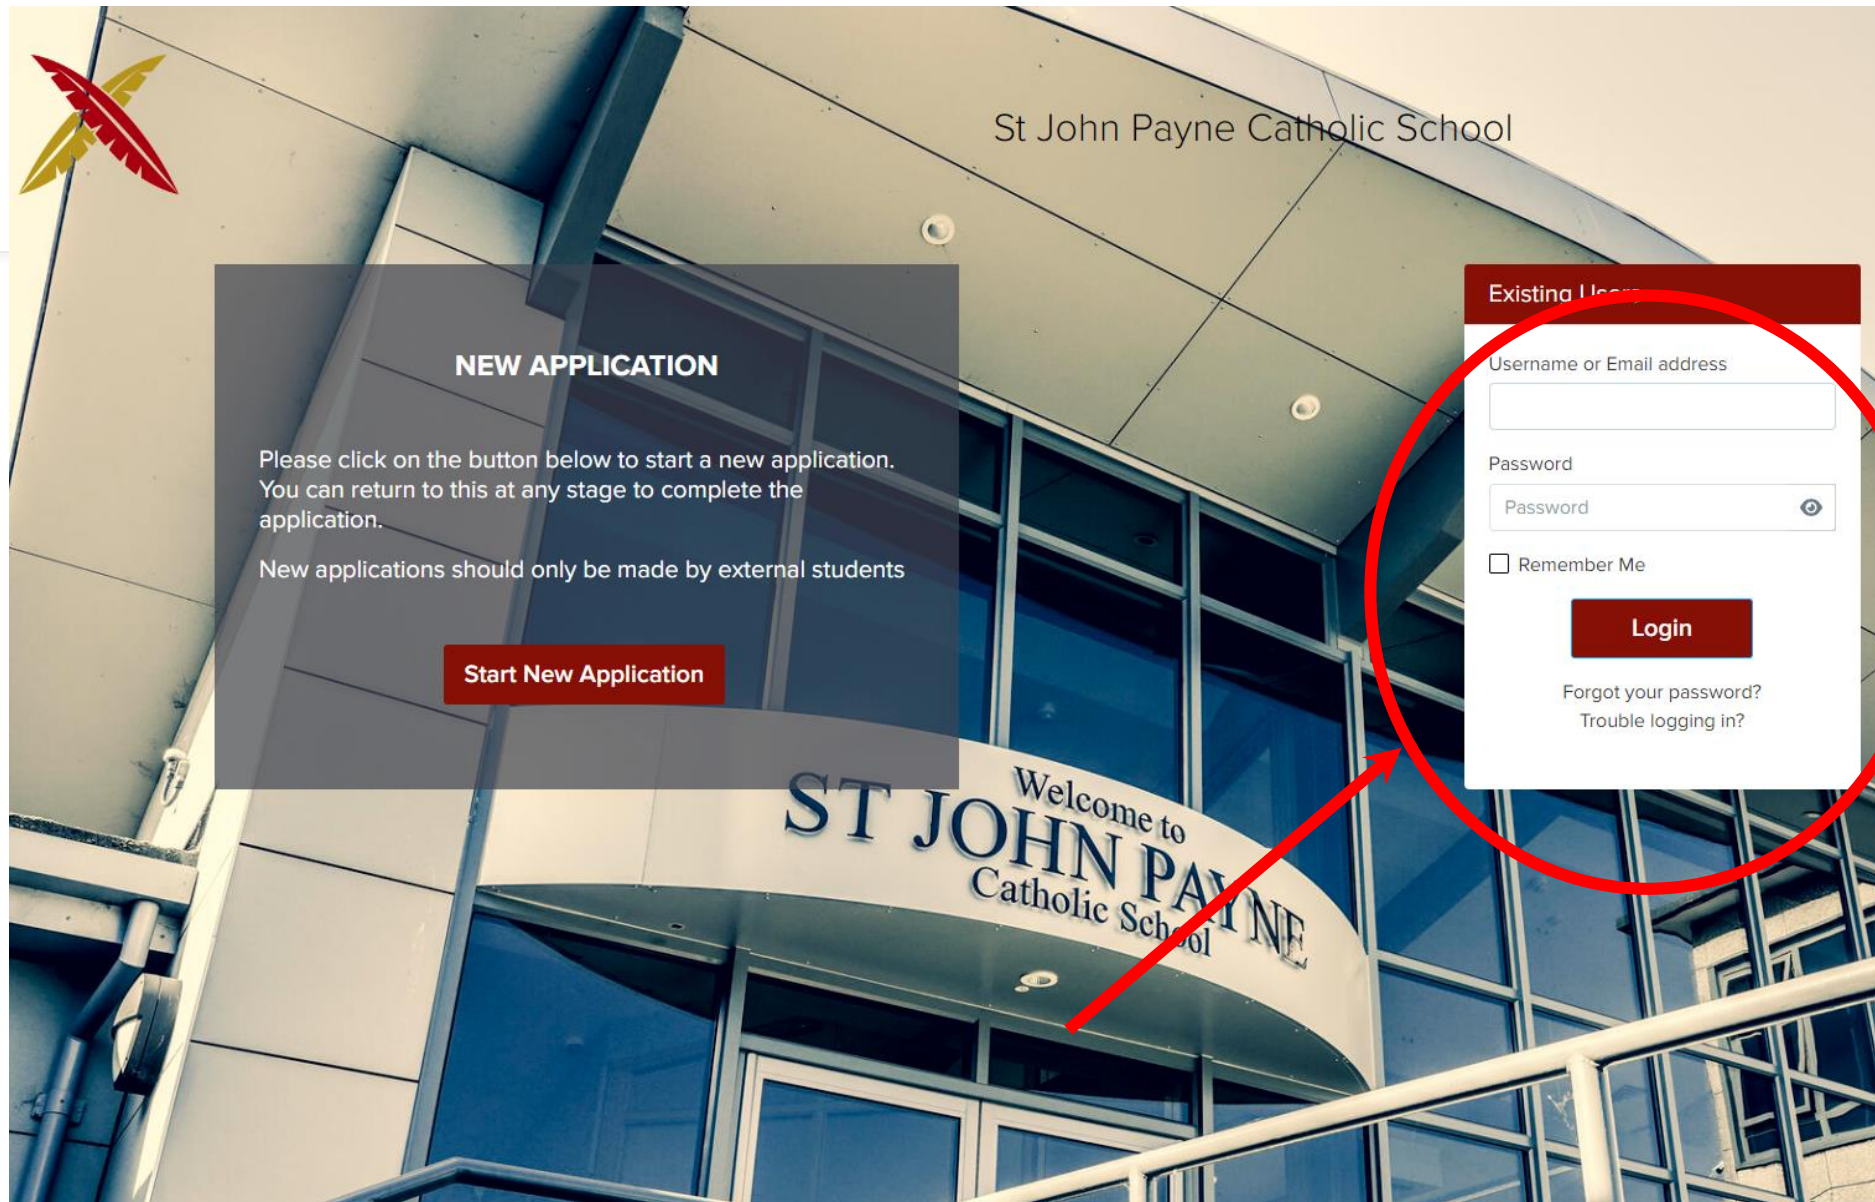 St John Payne Catholic School
NEW APPLICATION
Please click on the button below to start a new application.
You can return to this at any stage to complete the
application.
New applications should only be made by external students
Start New Application
Existing Users
Username or Email address
Password
Password
Remember Me
Login
Forgot your password?
Trouble logging in?
Welcome to
ST JOHN PAYNE
Catholic School